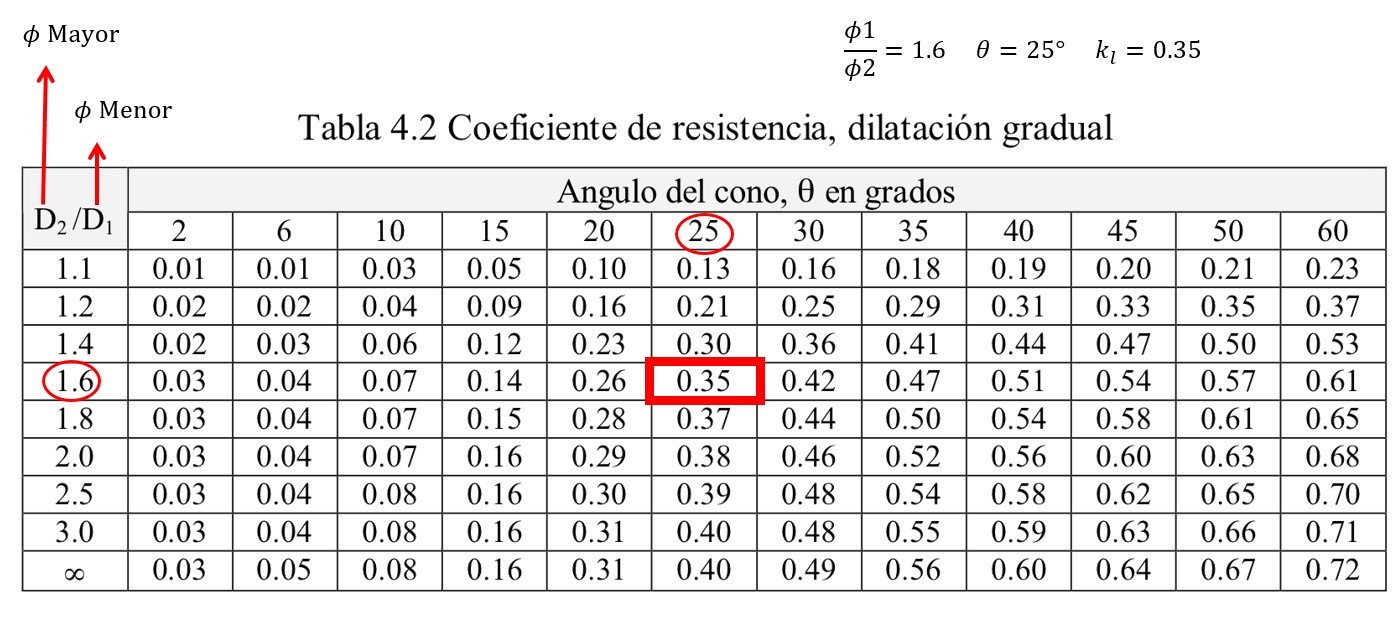 ϕ Mayor
ϕ Menor
ϕ1/ϕ2 = 1.6 θ = 25° kₗ = 0.35
Tabla 4.2 Coeficiente de resistencia, dilatación gradual
D₂/D₁ Angulo del cono, θ en grados
2 6 10 15 20 25 30 35 40 45 50 60
1.1 0.01 0.01 0.03 0.05 0.10 0.13 0.16 0.18 0.19 0.20 0.21 0.23
1.2 0.02 0.02 0.04 0.09 0.16 0.21 0.25 0.29 0.31 0.33 0.35 0.37
1.4 0.02 0.03 0.06 0.12 0.23 0.30 0.36 0.41 0.44 0.47 0.50 0.53
1.6 0.03 0.04 0.07 0.14 0.26 0.35 0.42 0.47 0.51 0.54 0.57 0.61
1.8 0.03 0.04 0.07 0.15 0.28 0.37 0.44 0.50 0.54 0.58 0.61 0.65
2.0 0.03 0.04 0.07 0.16 0.29 0.38 0.46 0.52 0.56 0.60 0.63 0.68
2.5 0.03 0.04 0.08 0.16 0.30 0.39 0.48 0.54 0.58 0.62 0.65 0.70
3.0 0.03 0.04 0.08 0.16 0.31 0.40 0.48 0.55 0.59 0.63 0.66 0.71
∞ 0.03 0.05 0.08 0.16 0.31 0.40 0.49 0.56 0.60 0.64 0.67 0.72